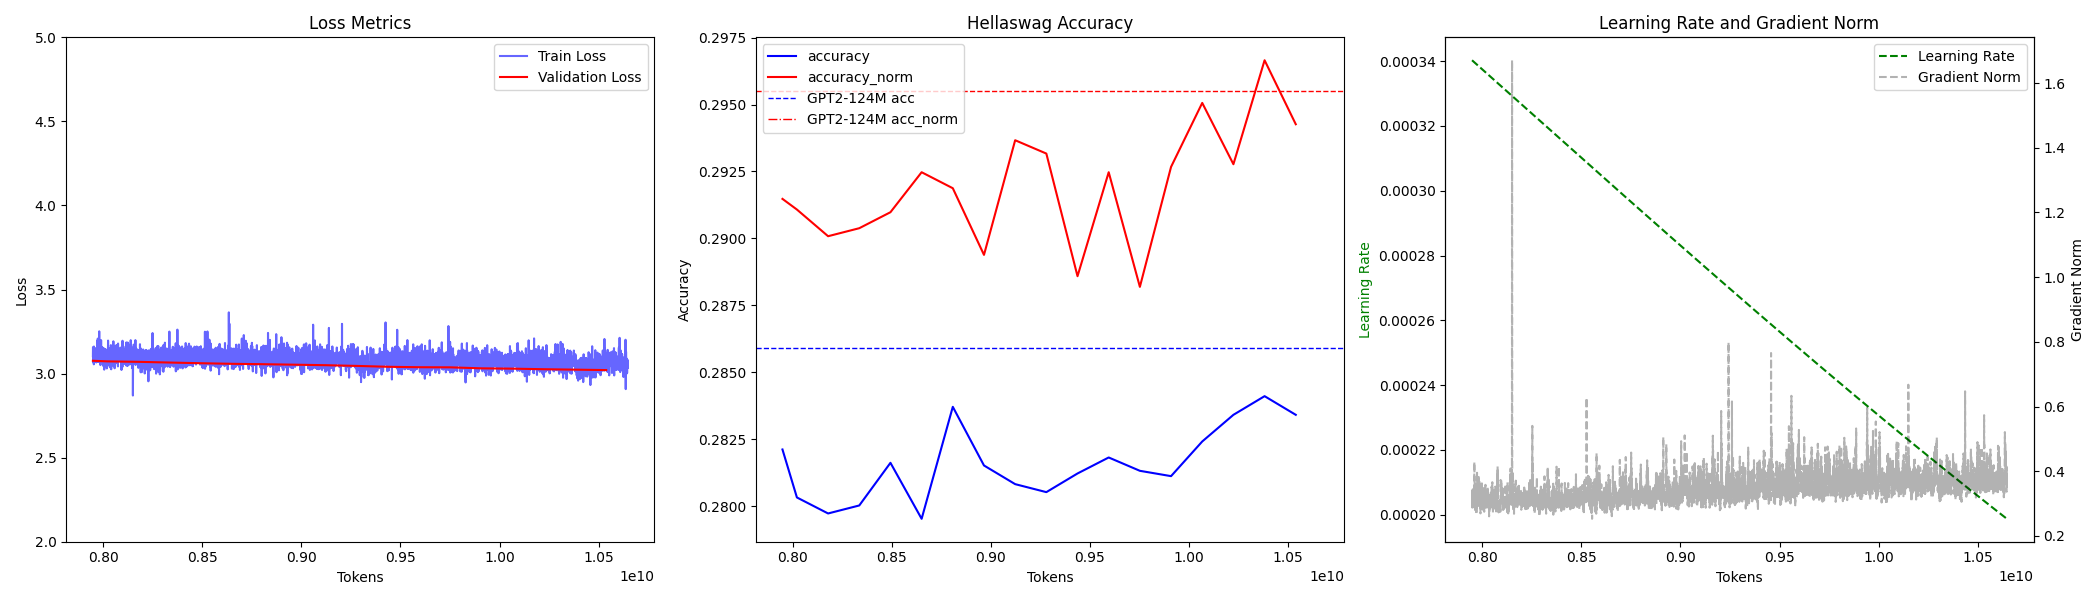 Loss Metrics
5.0
4.5
4.0
3.5
3.0
2.5
2.0
Loss
Train Loss
Validation Loss
0.80 0.85 0.90 0.95 1.00 1.05
1e10
Tokens
Hellaswag Accuracy
0.2975
0.2950
0.2925
0.2900
0.2875
0.2850
0.2825
0.2800
Accuracy
accuracy
accuracy_norm
GPT2-124M acc
GPT2-124M acc_norm
0.80 0.85 0.90 0.95 1.00 1.05
1e10
Tokens
Learning Rate and Gradient Norm
0.00034
0.00032
0.00030
0.00028
0.00026
0.00024
0.00022
0.00020
Learning Rate
Learning Rate
Gradient Norm
1.6
1.4
1.2
1.0
0.8
0.6
0.4
0.2
Gradient Norm
0.80 0.85 0.90 0.95 1.00 1.05
1e10
Tokens